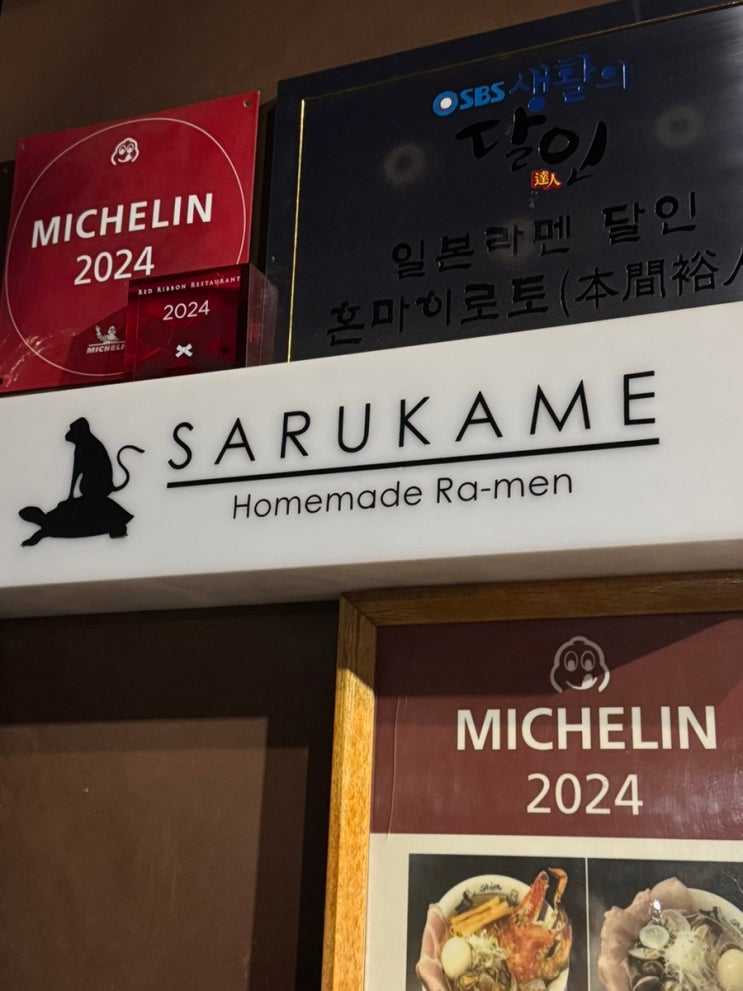 MICHELIN
2024
MICHELIN
RED RIBBON RESTAURANT
2024
SBS 생활의
달인
達人
일본라멘 달인
혼마히로토(本間裕人
SARUKAME
Homemade Ra-men
MICHELIN
2024